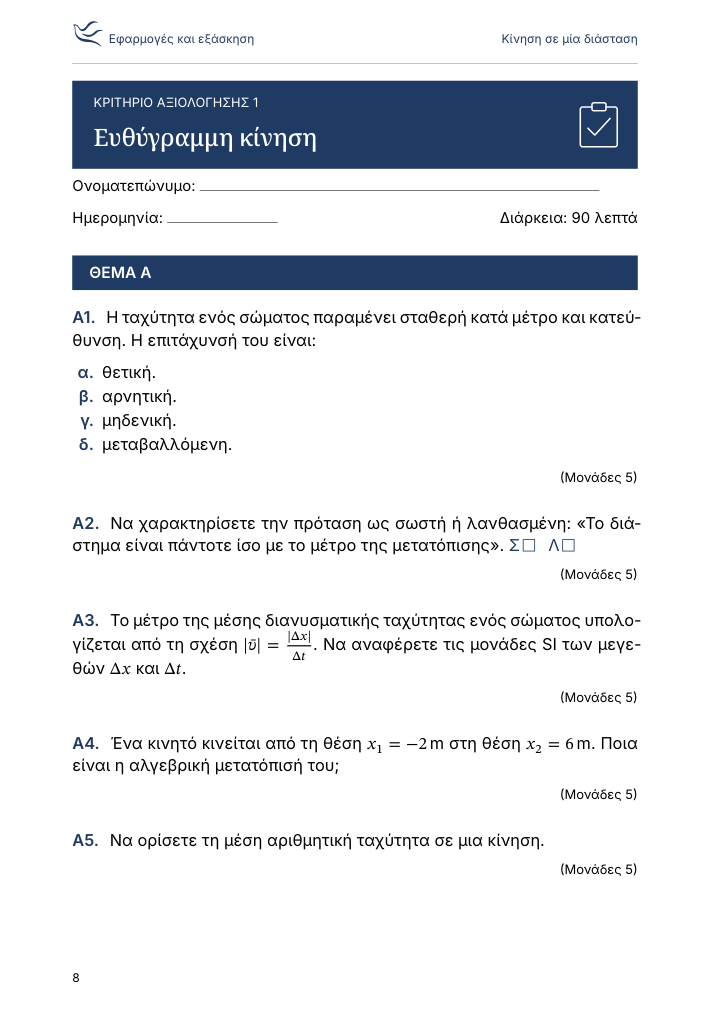 Εφαρμογές και εξάσκηση
Κίνηση σε μία διάσταση
ΚΡΙΤΗΡΙΟ ΑΞΙΟΛΟΓΗΣΗΣ 1
Ευθύγραμμη κίνηση
Ονοματεπώνυμο:
Ημερομηνία:
Διάρκεια: 90 λεπτά
ΘΕΜΑ Α
Α1. Η ταχύτητα ενός σώματος παραμένει σταθερή κατά μέτρο και κατεύ-
θυνση. Η επιτάχυνσή του είναι:
α. θετική.
β. αρνητική.
γ. μηδενική.
δ. μεταβαλλόμενη.
(Μονάδες 5)
Α2. Να χαρακτηρίσετε την πρόταση ως σωστή ή λανθασμένη: «Το διά-
στημα είναι πάντοτε ίσο με το μέτρο της μετατόπισης». Σ☐ Λ☐
(Μονάδες 5)
Α3. Το μέτρο της μέσης διανυσματικής ταχύτητας ενός σώματος υπολο-
γίζεται από τη σχέση |ῡ| = |Δx|/Δt. Να αναφέρετε τις μονάδες SI των μεγε-
θών Δx και Δt.
(Μονάδες 5)
Α4. Ένα κινητό κινείται από τη θέση x₁ = −2 m στη θέση x₂ = 6 m. Ποια
είναι η αλγεβρική μετατόπισή του;
(Μονάδες 5)
Α5. Να ορίσετε τη μέση αριθμητική ταχύτητα σε μια κίνηση.
(Μονάδες 5)
8